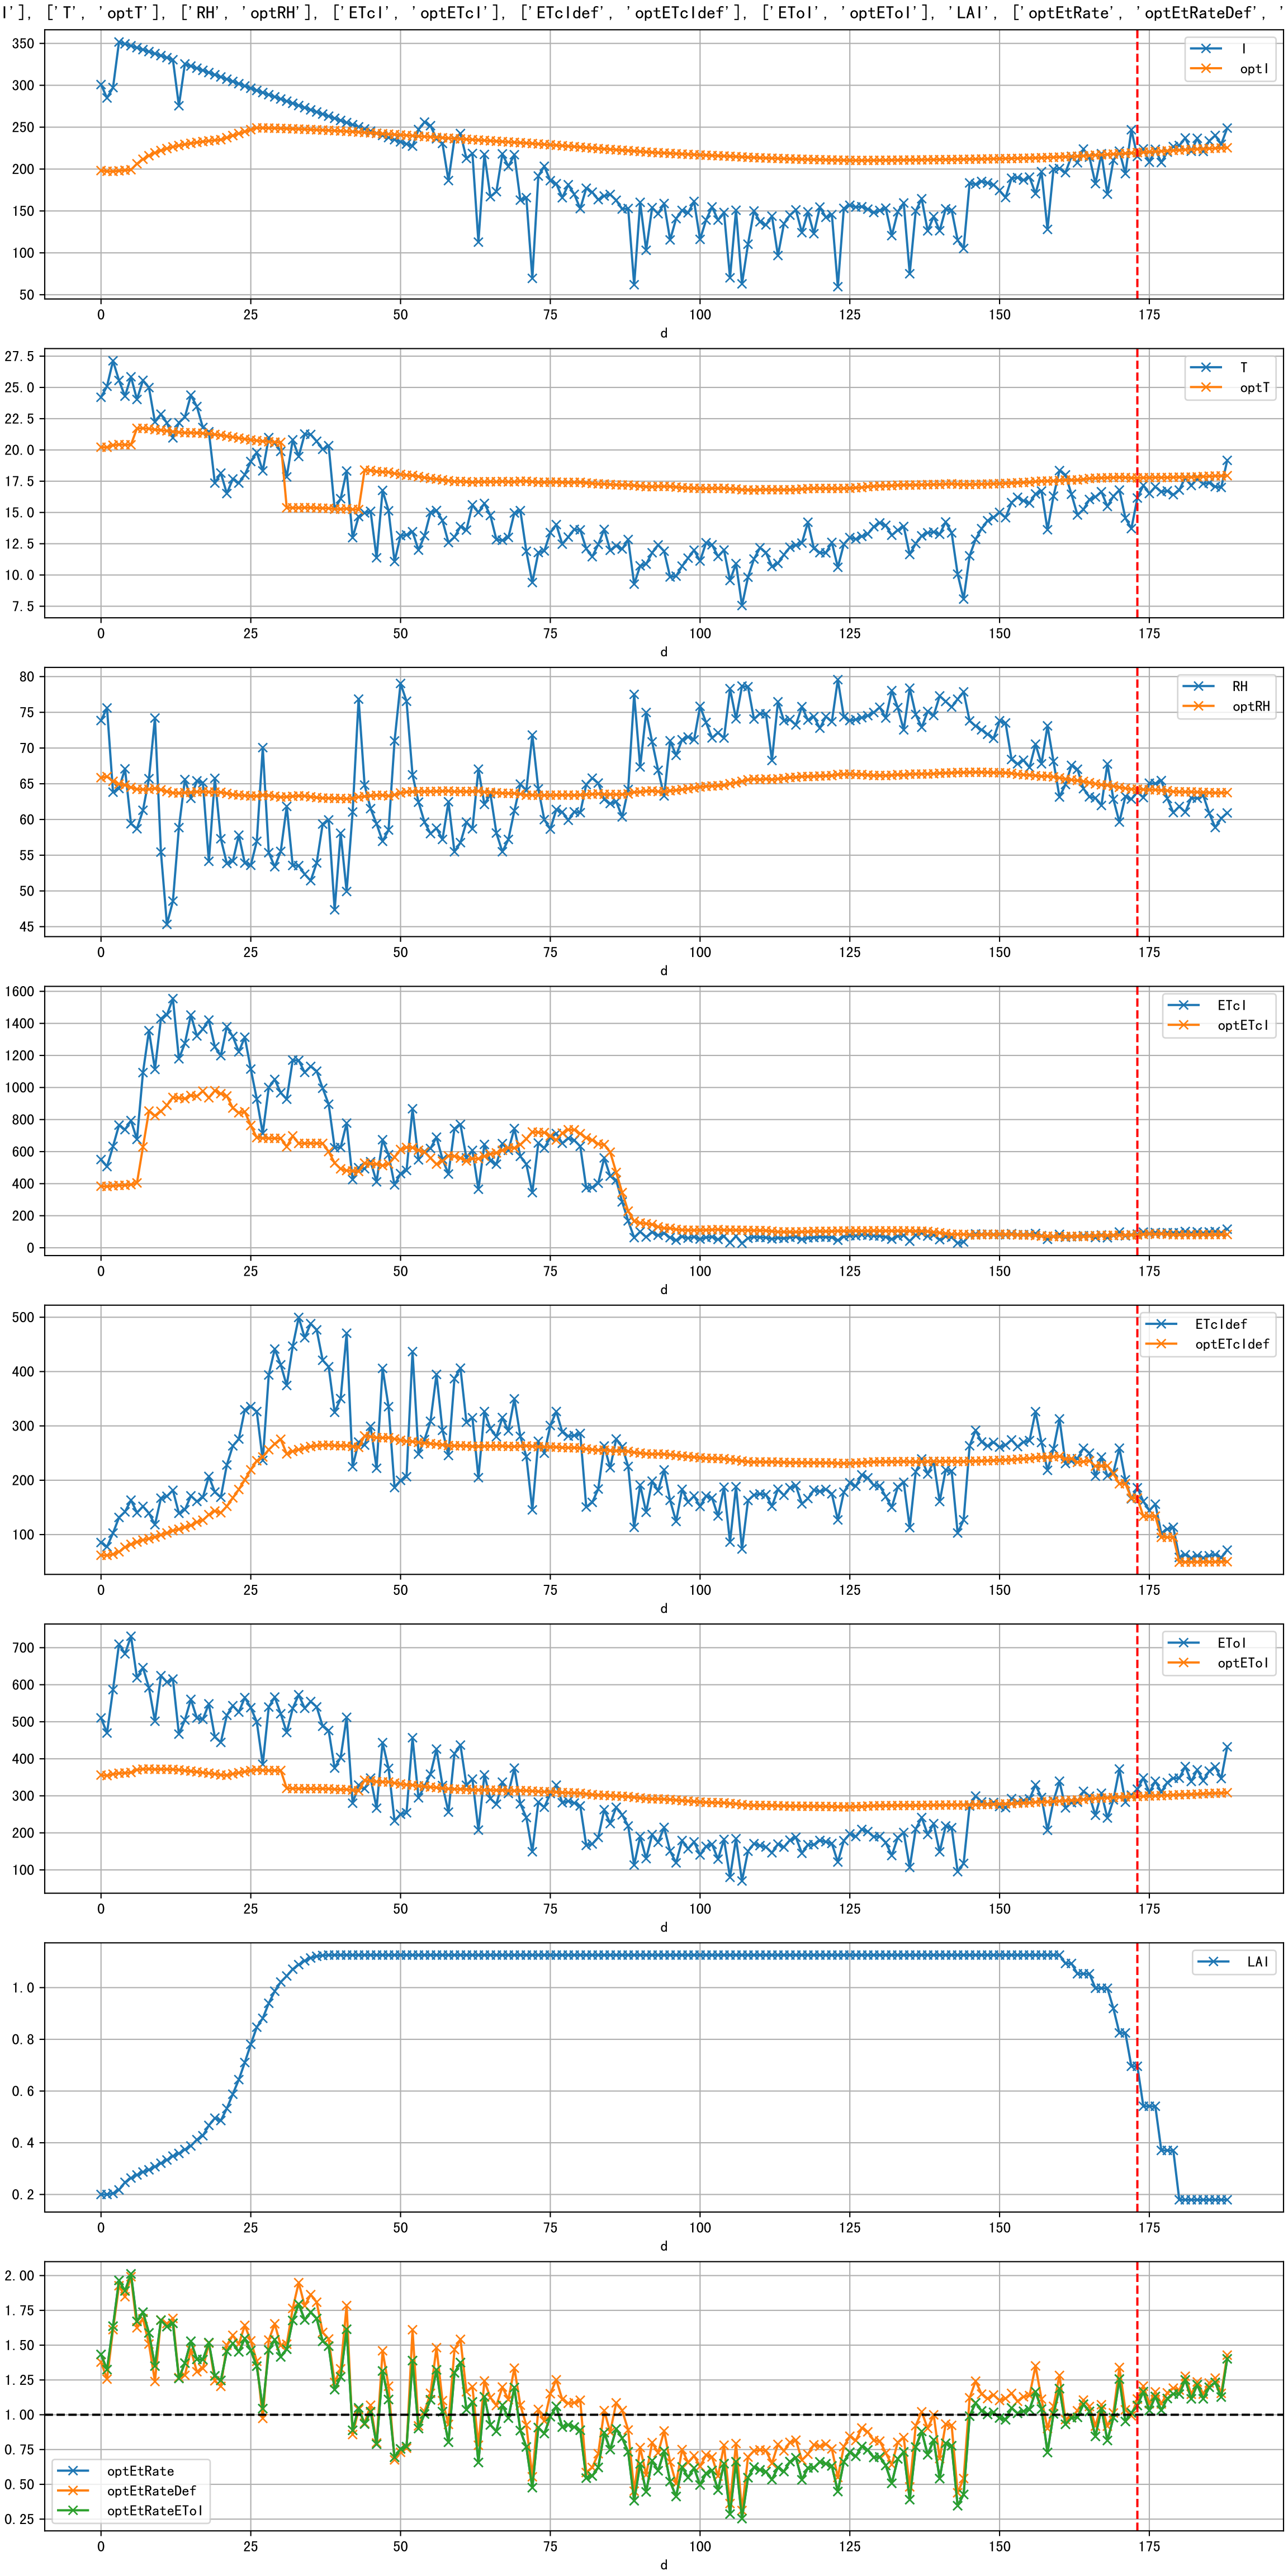 I'], ['T', 'optT'], ['RH', 'optRH'], ['ETcI', 'optETcI'], ['ETcIdef', 'optETcIdef'], ['EToI', 'optEToI'], 'LAI', ['optEtRate', 'optEtRateDef', '
350
300
250
200
150
100
50
I
optI
0 25 50 75 100 125 150 175
d
27.5
25.0
22.5
20.0
17.5
15.0
12.5
10.0
7.5
T
optT
0 25 50 75 100 125 150 175
d
80
75
70
65
60
55
50
45
RH
optRH
0 25 50 75 100 125 150 175
d
1600
1400
1200
1000
800
600
400
200
0
ETcI
optETcI
0 25 50 75 100 125 150 175
d
500
400
300
200
100
ETcIdef
optETcIdef
0 25 50 75 100 125 150 175
d
700
600
500
400
300
200
100
EToI
optEToI
0 25 50 75 100 125 150 175
d
1.0
0.8
0.6
0.4
0.2
LAI
0 25 50 75 100 125 150 175
d
2.00
1.75
1.50
1.25
1.00
0.75
0.50
0.25
optEtRate
optEtRateDef
optEtRateEToI
0 25 50 75 100 125 150 175
d